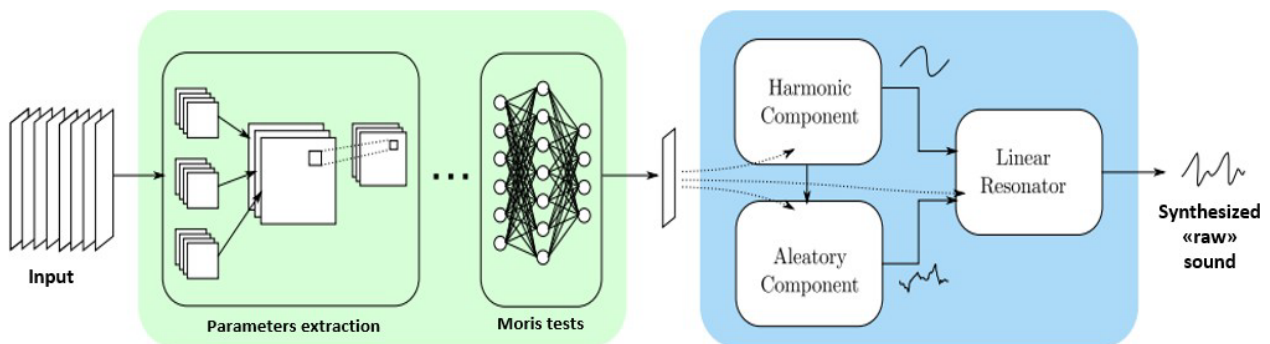 Input
Parameters extraction
Moris tests
Harmonic
Component
Aleatory
Component
Linear
Resonator
Synthesized
«raw»
sound